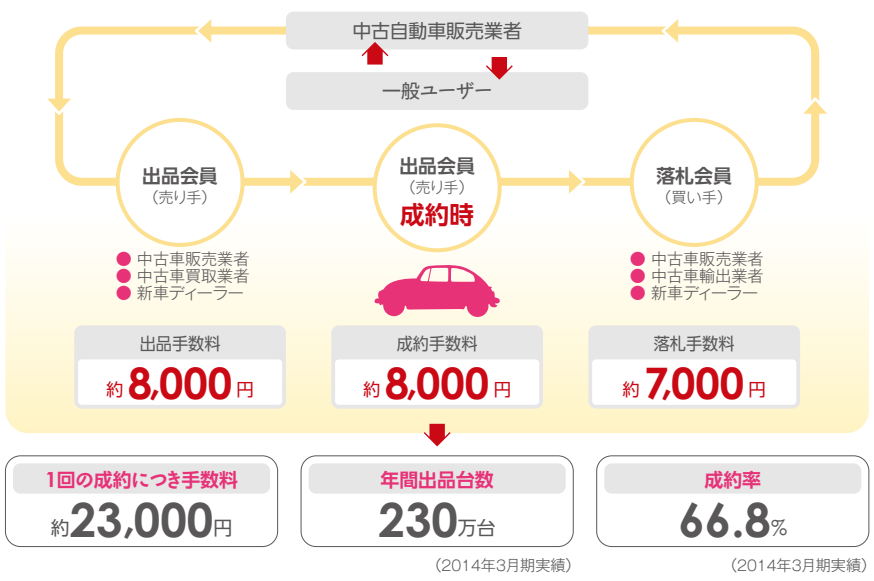 中古自動車販売業者
一般ユーザー
出品会員
(売り手)
出品会員
(売り手)
成約時
落札会員
(買い手)
● 中古車販売業者
● 中古車買取業者
● 新車ディーラー
● 中古車販売業者
● 中古車輸出業者
● 新車ディーラー
出品手数料
約8,000円
成約手数料
約8,000円
落札手数料
約7,000円
1回の成約につき手数料
約23,000円
年間出品台数
230万台
(2014年3月期実績)
成約率
66.8%
(2014年3月期実績)